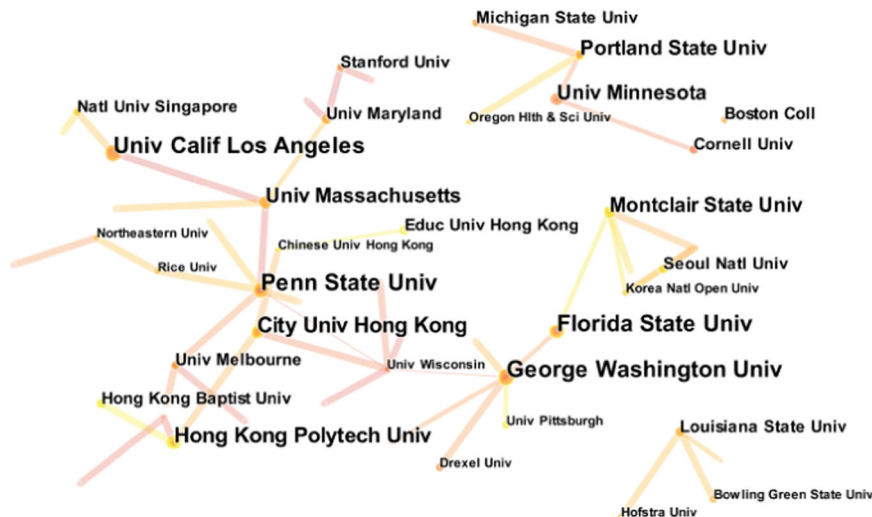 Michigan State Univ
Portland State Univ
Stanford Univ
Univ Minnesota
Natl Univ Singapore
Univ Maryland
Oregon Hlth & Sci Univ
Boston Coll
Univ Calif Los Angeles
Cornell Univ
Univ Massachusetts
Montclair State Univ
Educ Univ Hong Kong
Northeastern Univ
Chinese Univ Hong Kong
Rice Univ
Seoul Natl Univ
Penn State Univ
Korea Natl Open Univ
City Univ Hong Kong
Florida State Univ
Univ Melbourne
Univ Wisconsin
George Washington Univ
Hong Kong Baptist Univ
Univ Pittsburgh
Louisiana State Univ
Hong Kong Polytech Univ
Drexel Univ
Bowling Green State Univ
Hofstra Univ